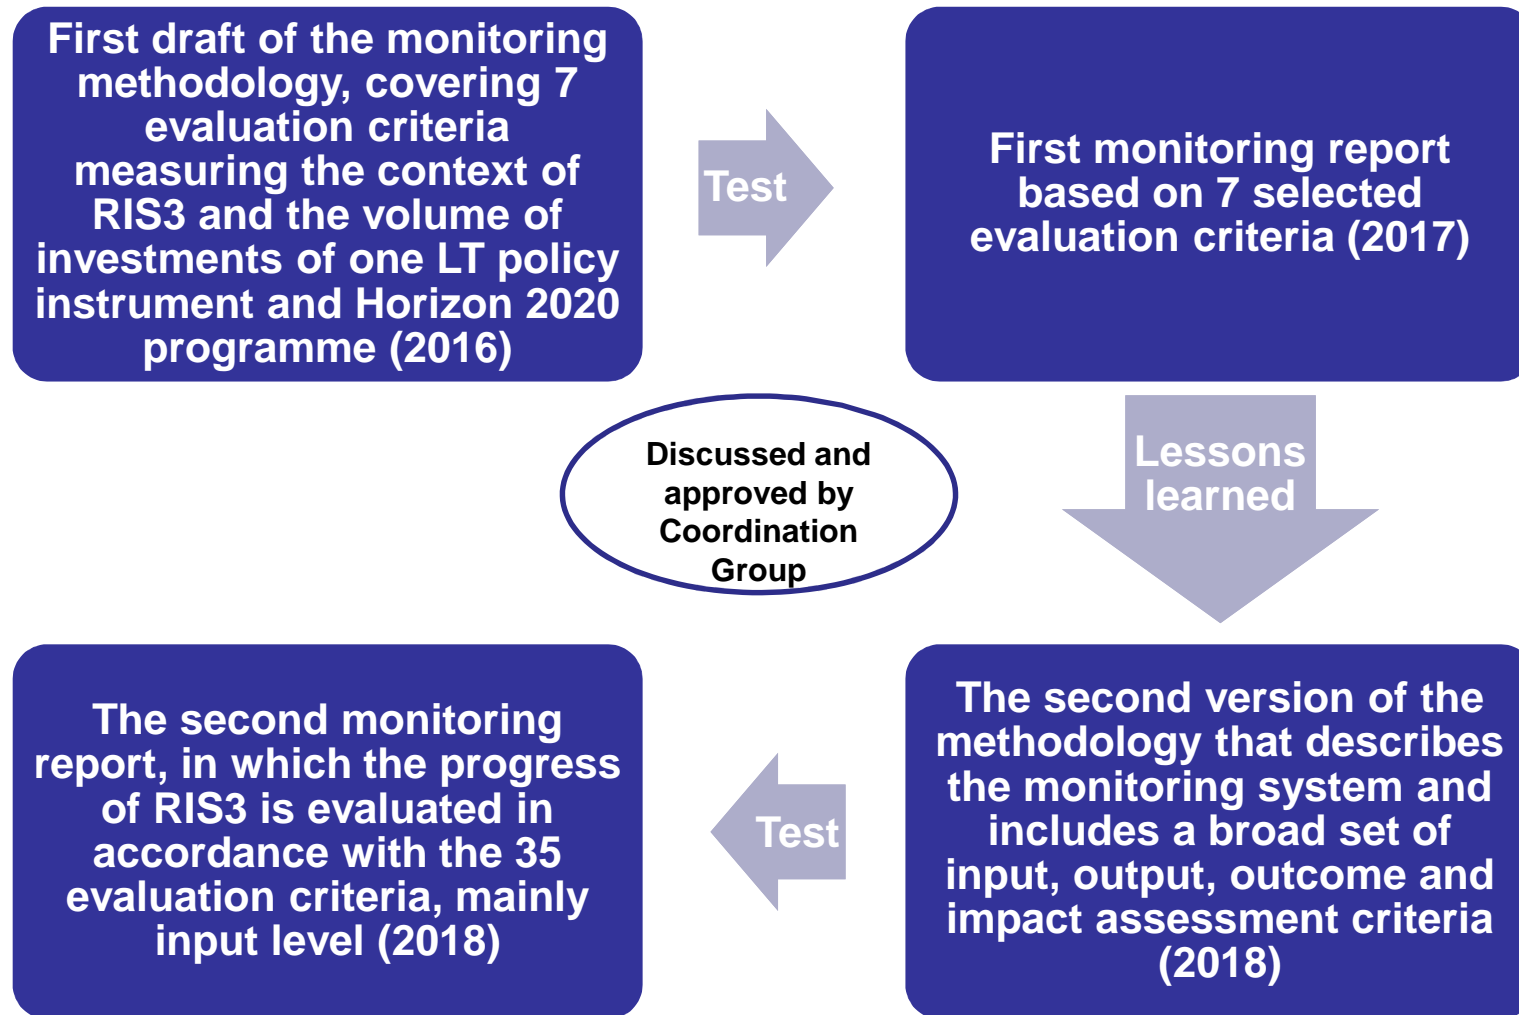 First draft of the monitoring
methodology, covering 7
evaluation criteria
measuring the context of
RIS3 and the volume of
investments of one LT policy
instrument and Horizon 2020
programme (2016)
Test
First monitoring report
based on 7 selected
evaluation criteria (2017)
Discussed and
approved by
Coordination
Group
Lessons
learned
The second version of the
methodology that describes
the monitoring system and
includes a broad set of
input, output, outcome and
impact assessment criteria
(2018)
Test
The second monitoring
report, in which the progress
of RIS3 is evaluated in
accordance with the 35
evaluation criteria, mainly
input level (2018)